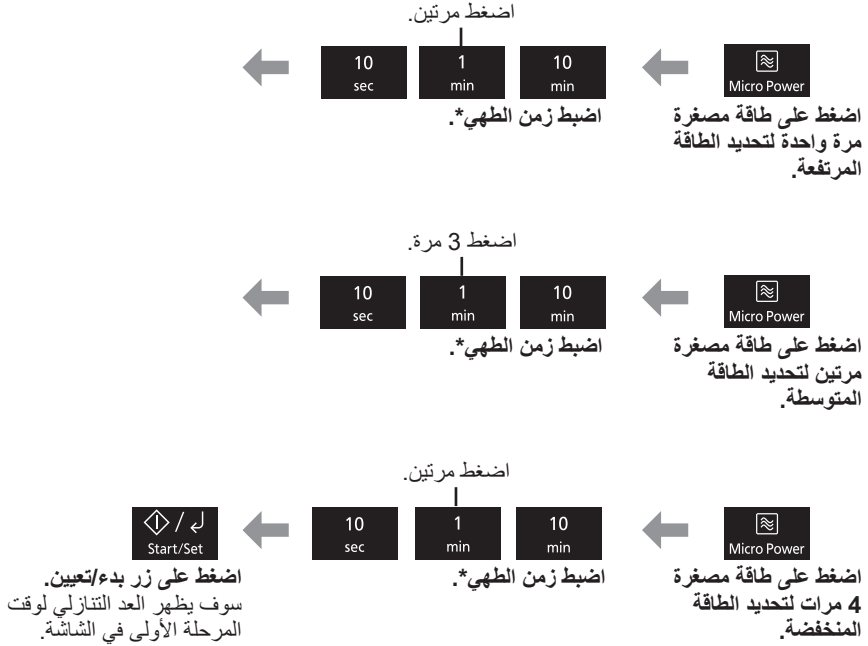 اضغط مرتين.
10 min
1 min
10 sec
Micro Power
اضغط على طاقة مصغرة
مرة واحدة لتحديد الطاقة
المرتفعة.
اضبط زمن الطهي*.
اضغط 3 مرة.
10 min
1 min
10 sec
Micro Power
اضغط على طاقة مصغرة
مرتين لتحديد الطاقة
المتوسطة.
اضبط زمن الطهي*.
اضغط مرتين.
10 min
1 min
10 sec
Micro Power
اضغط على طاقة مصغرة
4 مرات لتحديد الطاقة
المنخفضة.
اضبط زمن الطهي*.
Start/Set
اضغط على زر بدء/تعيين.
سوف يظهر العد التنازلي لوقت
المرحلة الأولى في الشاشة.